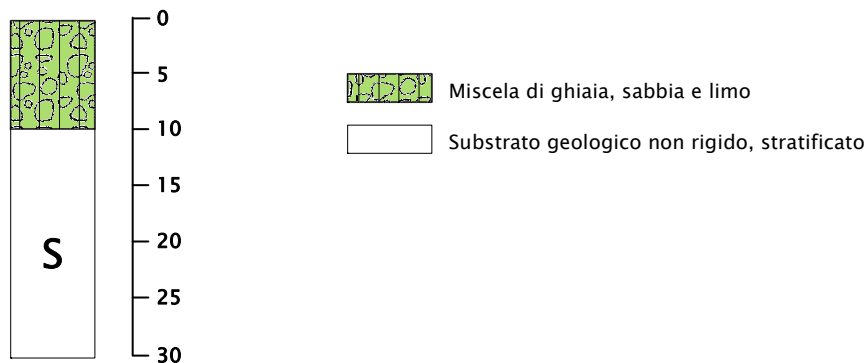 0
5
Miscela di ghiaia, sabbia e limo
10
Substrato geologico non rigido, stratificato
15
S
20
25
30